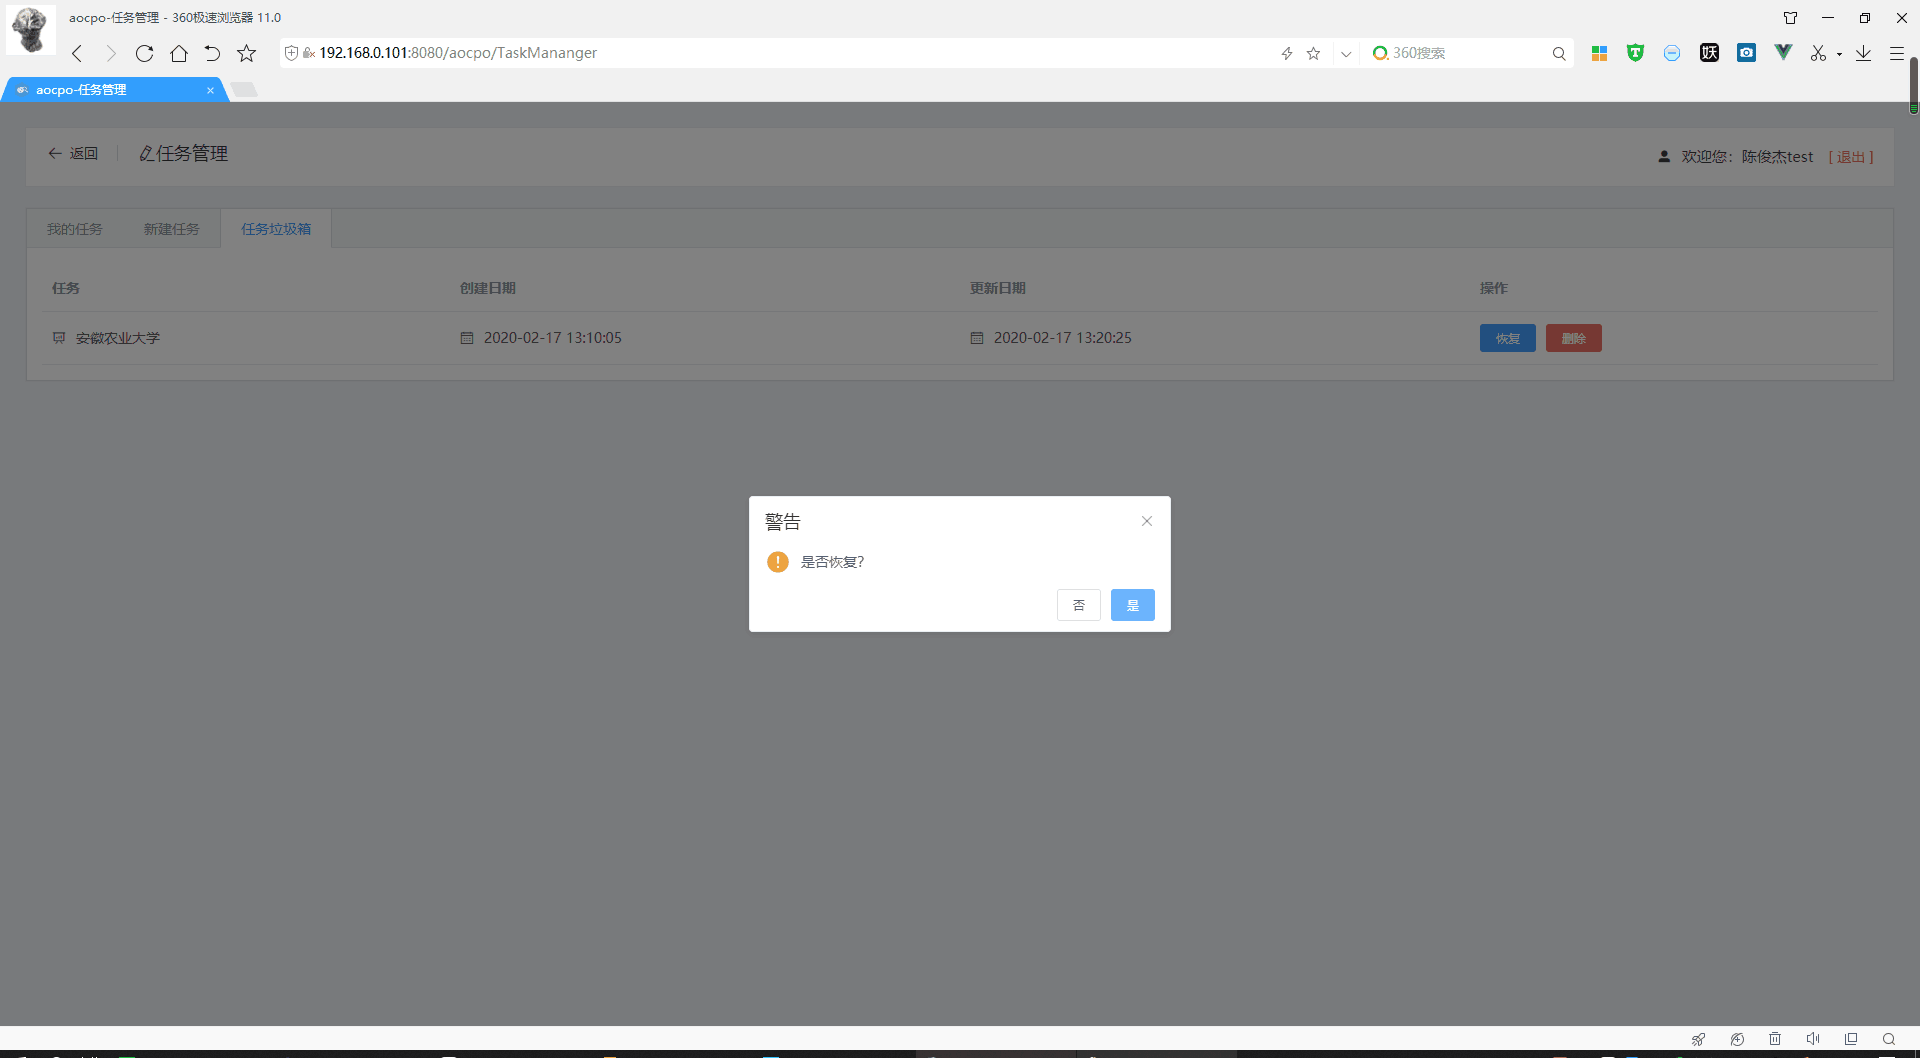 aocpo-任务管理 - 360极速浏览器 11.0
192.168.0.101:8080/aocpo/TaskMananger
360搜索
妖
aocpo-任务管理
返回
任务管理
欢迎您：陈俊杰test [ 退出 ]
我的任务 新建任务 任务垃圾箱
任务 创建日期 更新日期 操作
安徽农业大学 2020-02-17 13:10:05 2020-02-17 13:20:25 恢复 删除
警告
是否恢复?
否 是